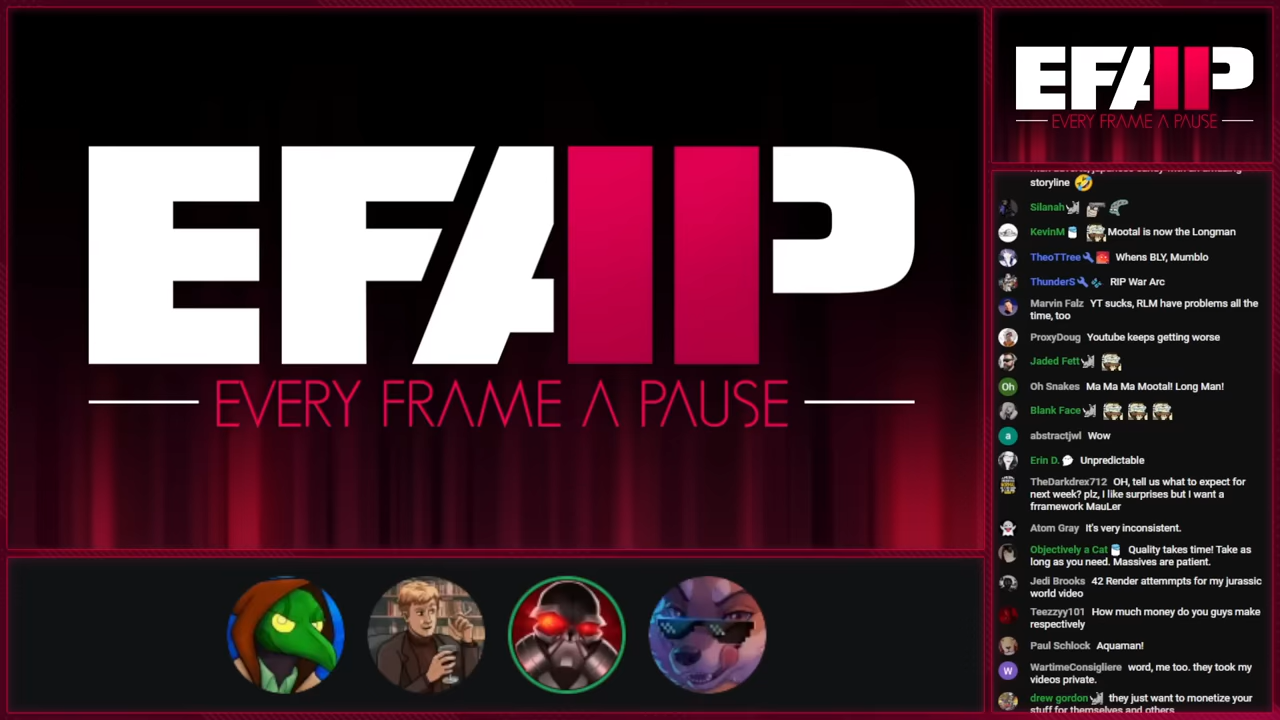 EFAP
EVERY FRAME A PAUSE
EFAP
EVERY FRAME A PAUSE
storyline
Silanah
KevinM Mootal is now the Longman
TheoTTree Whens BLY, Mumblo
ThunderS RIP War Arc
Marvin Falz YT sucks, RLM have problems all the
time, too
ProxyDoug Youtube keeps getting worse
Jaded Fett
Oh Oh Snakes Ma Ma Ma Mootal! Long Man!
Blank Face
a abstractjwl Wow
Erin D. Unpredictable
TheDarkdrex712 OH, tell us what to expect for
next week? plz, I like surprises but I want a
frramework MauLer
Atom Gray It's very inconsistent.
Objectively a Cat Quality takes time! Take as
long as you need. Massives are patient.
Jedi Brooks 42 Render attemmpts for my jurassic
world video
Teezzyy101 How much money do you guys make
respectively
Paul Schlock Aquaman!
W WartimeConsigliere word, me too. they took my
videos private.
drew gordon they just want to monetize your
stuff for themselves and others